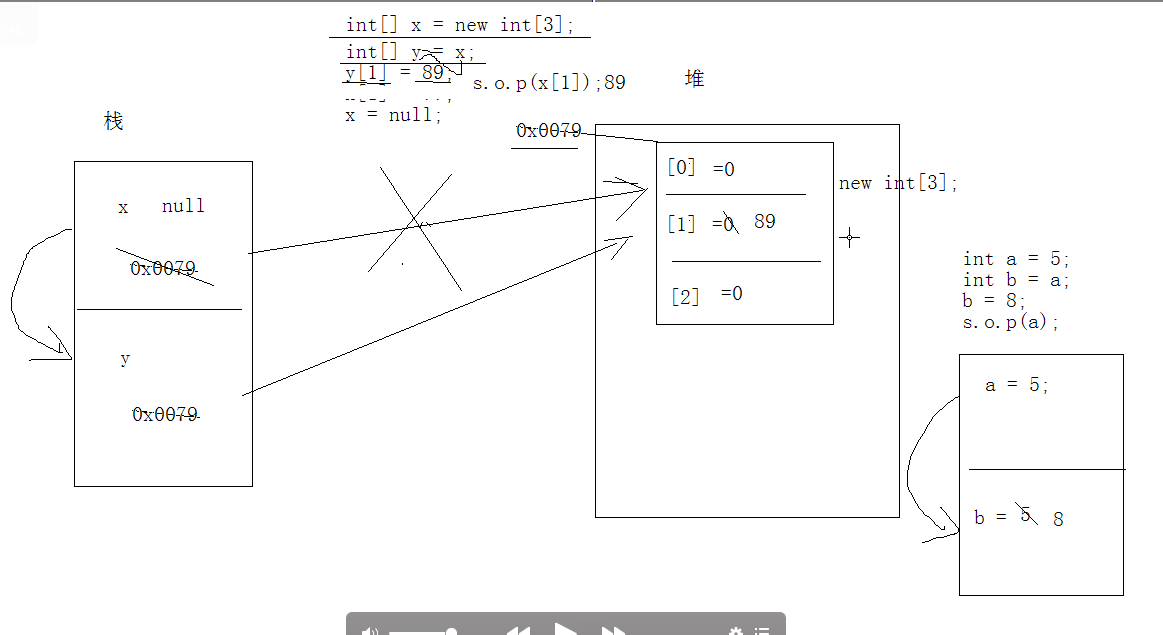 int[] x = new int[3];
int[] y = x;
y[1] = 89;
s.o.p(x[1]);89
x = null;
栈
堆
0x0079
x null
0x0079
y
0x0079
[0] =0
[1] =0 89
[2] =0
new int[3];
int a = 5;
int b = a;
b = 8;
s.o.p(a);
a = 5;
b = 5 8